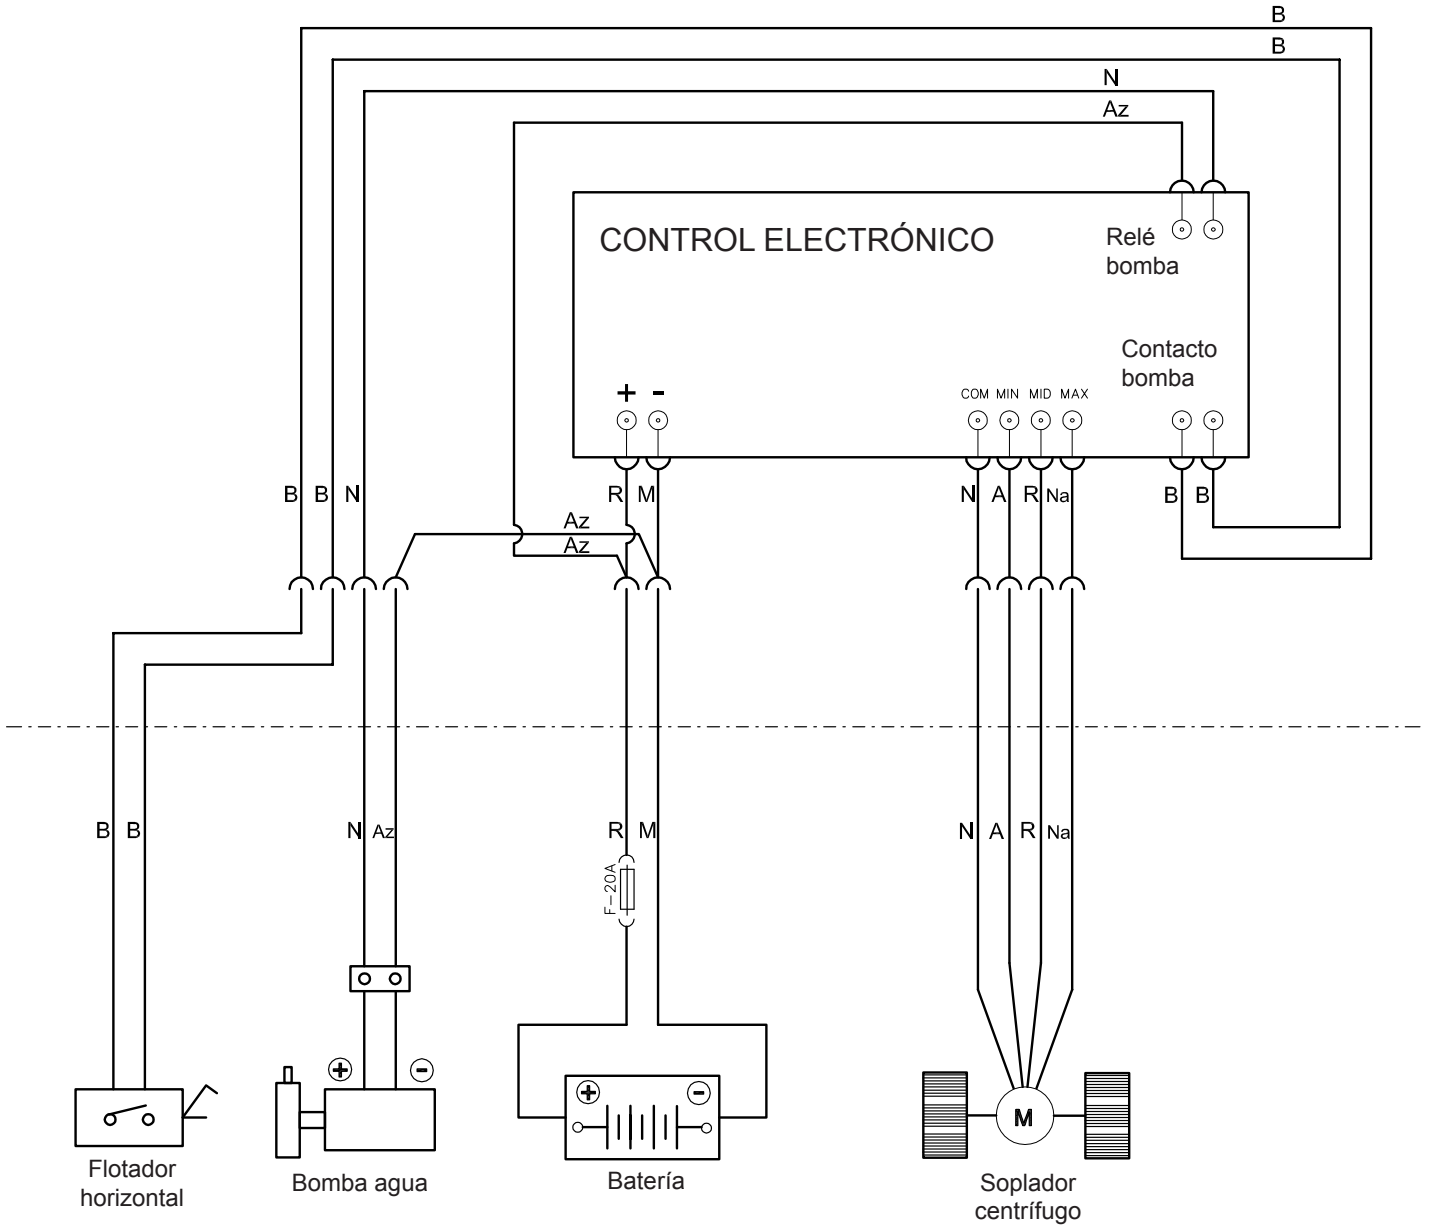 B
B
N
Az
CONTROL ELECTRÓNICO
Relé
bomba
Contacto
bomba
+ -
COM MIN MID MAX
B B N
R M
N A R Na
B B
Az
Az
B B
N Az
R M
N A R Na
F-20A
+ -
+ -
M
Flotador
horizontal
Bomba agua
Batería
Soplador
centrífugo